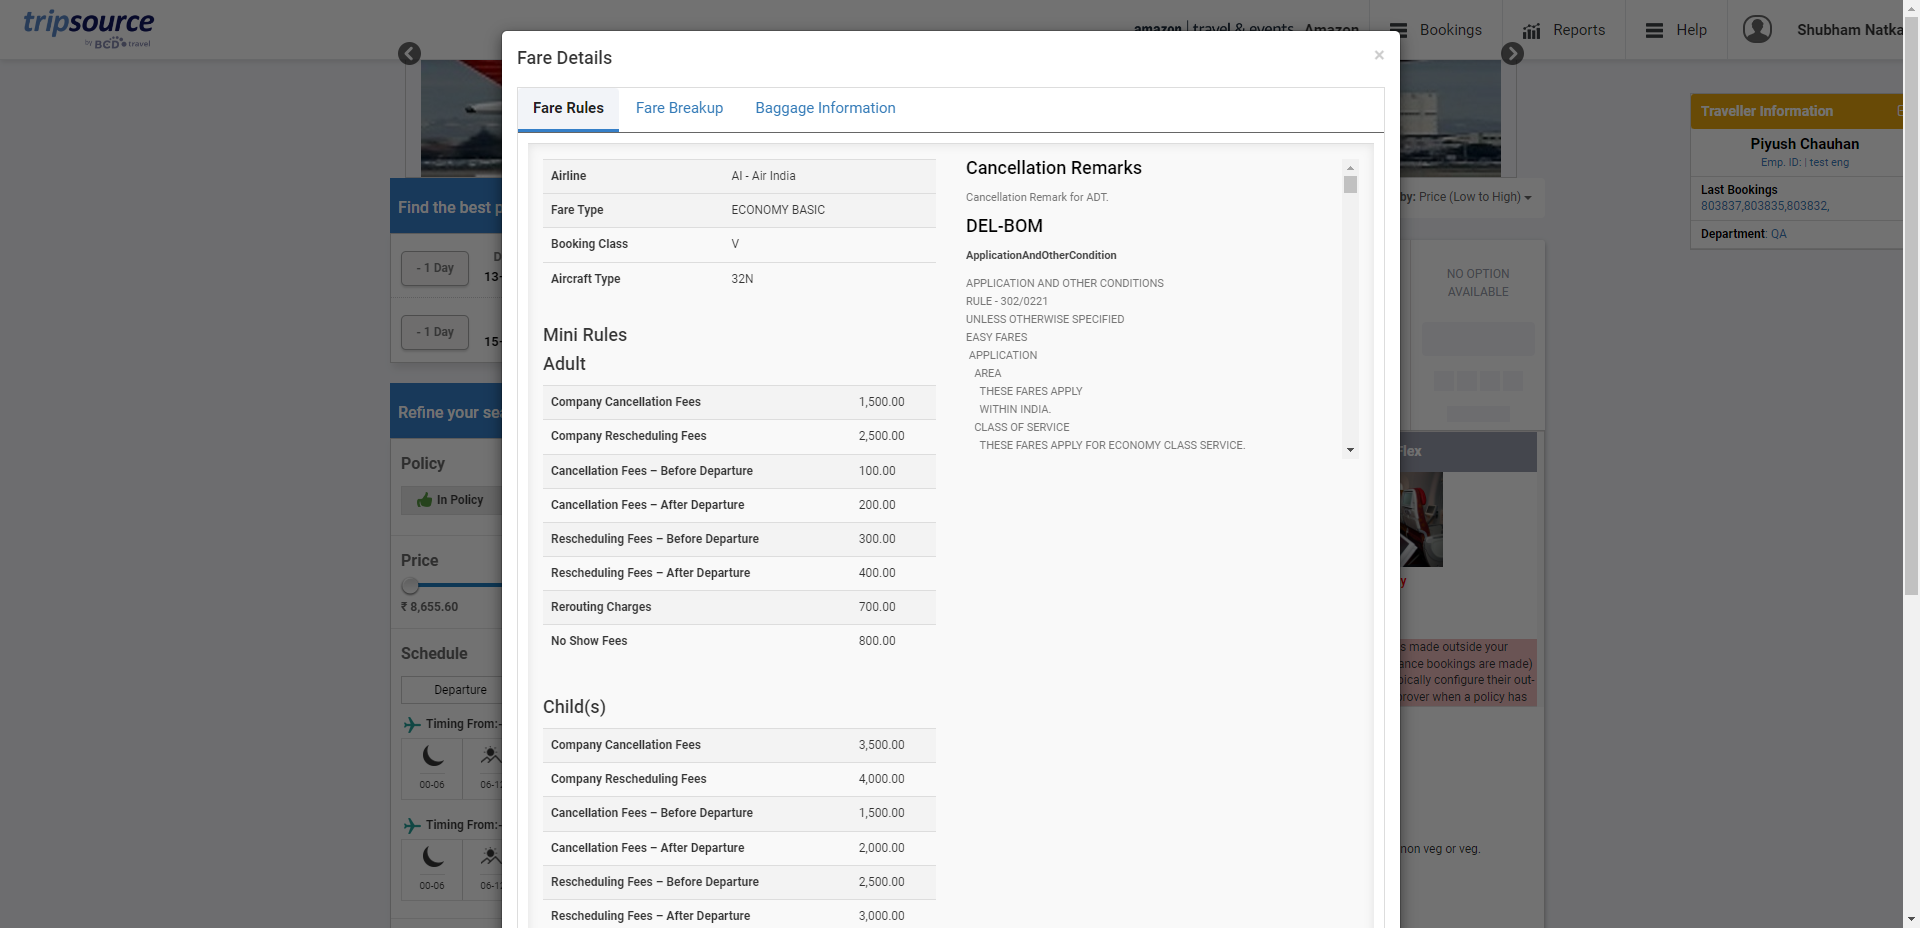 tripsource
by BCD travel
amazon | travel & events Amazon
Bookings
Reports
Help
Shubham Natka
Fare Details
×
Fare Rules
Fare Breakup
Baggage Information
Airline AI - Air India
Fare Type ECONOMY BASIC
Booking Class V
Aircraft Type 32N
Mini Rules
Adult
Company Cancellation Fees 1,500.00
Company Rescheduling Fees 2,500.00
Cancellation Fees – Before Departure 100.00
Cancellation Fees – After Departure 200.00
Rescheduling Fees – Before Departure 300.00
Rescheduling Fees – After Departure 400.00
Rerouting Charges 700.00
No Show Fees 800.00
Child(s)
Company Cancellation Fees 3,500.00
Company Rescheduling Fees 4,000.00
Cancellation Fees – Before Departure 1,500.00
Cancellation Fees – After Departure 2,000.00
Rescheduling Fees – Before Departure 2,500.00
Rescheduling Fees – After Departure 3,000.00
Cancellation Remarks
Cancellation Remark for ADT.
DEL-BOM
ApplicationAndOtherCondition
APPLICATION AND OTHER CONDITIONS
RULE - 302/0221
UNLESS OTHERWISE SPECIFIED
EASY FARES
APPLICATION
AREA
THESE FARES APPLY
WITHIN INDIA.
CLASS OF SERVICE
THESE FARES APPLY FOR ECONOMY CLASS SERVICE.
Find the best p
- 1 Day
D
13-
- 1 Day
15-
Refine your sea
Policy
In Policy
Price
₹ 8,655.60
Schedule
Departure
Timing From:-
00-06
06-12
Timing From:-
00-06
06-12
by: Price (Low to High)
NO OPTION
AVAILABLE
Flex
y
s made outside your
ance bookings are made)
pically configure their out-
prover when a policy has
non veg or veg.
Traveller Information
Piyush Chauhan
Emp. ID: | test eng
Last Bookings
803837,803835,803832,
Department: QA